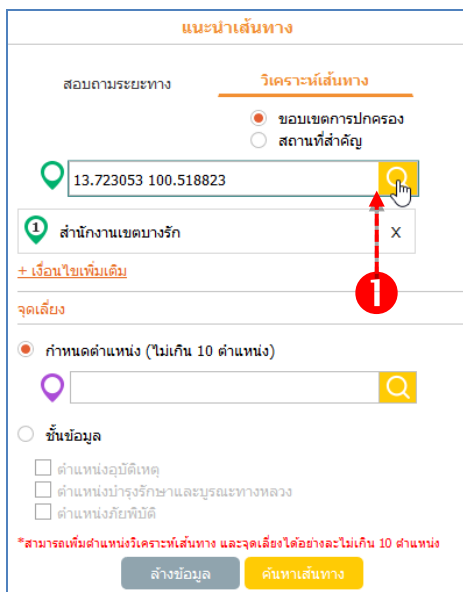 แนะนำเส้นทาง
สอบถามระยะทาง วิเคราะห์เส้นทาง
ขอบเขตการปกครอง
สถานที่สำคัญ
13.723053 100.518823
1 สำนักงานเขตบางรัก X
+ เงื่อนไขเพิ่มเติม
1
จุดเลี่ยง
กำหนดตำแหน่ง (ไม่เกิน 10 ตำแหน่ง)
ชั้นข้อมูล
ตำแหน่งอุบัติเหตุ
ตำแหน่งบำรุงรักษาและบูรณะทางหลวง
ตำแหน่งภัยพิบัติ
*สามารถเพิ่มตำแหน่งวิเคราะห์เส้นทาง และจุดเลี่ยงได้อย่างละไม่เกิน 10 ตำแหน่ง
ล้างข้อมูล ค้นหาเส้นทาง